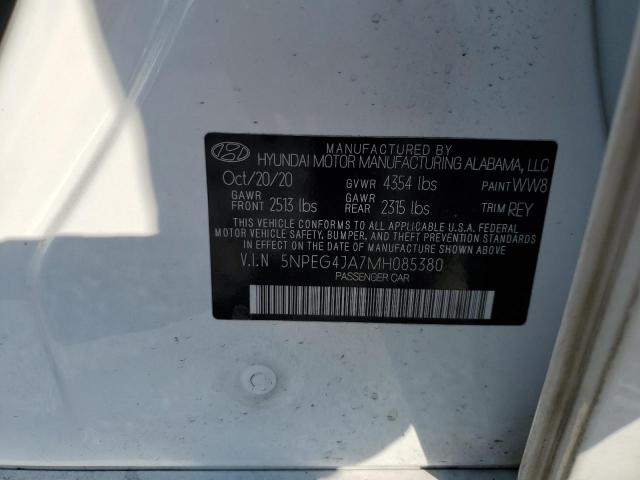 MANUFACTURED BY
HYUNDAI MOTOR MANUFACTURING ALABAMA, LLC
Oct/20/20 GVWR 4354 lbs PAINT WW8
GAWR FRONT 2513 lbs GAWR REAR 2315 lbs TRIM REY
THIS VEHICLE CONFORMS TO ALL APPLICABLE U.S.A FEDERAL
MOTOR VEHICLE SAFETY, BUMPER, AND THEFT PREVENTION STANDARDS
IN EFFECT ON THE DATE OF MANUFACTURE SHOWN ABOVE
V.I.N 5NPEG4JA7MH085380
PASSENGER CAR